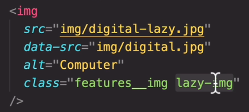 <img
src="img/digital-lazy.jpg"
data-src="img/digital.jpg"
alt="Computer"
class="features__img lazy-img"
/>